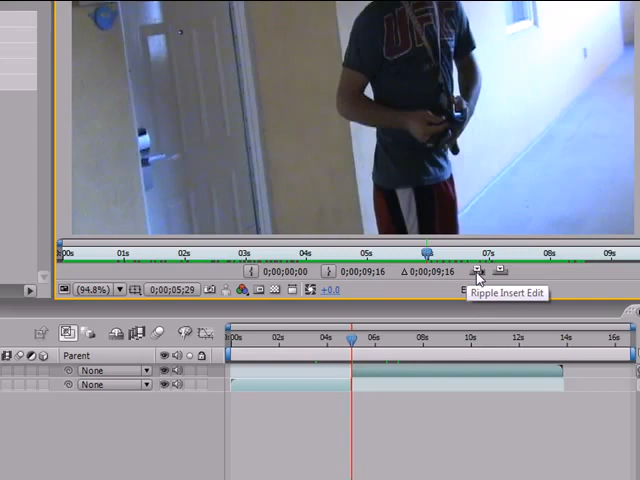 UFC
:00s 01s 02s 03s 04s 05s 07s 08s 09s
0;00;00;00 0;00;09;16 Δ 0;00;09;16
(94.8%) 0;00;05;29 +0.0
Ripple Insert Edit
:00s 02s 04s 06s 08s 10s 12s 14s 16s
Parent
None
None